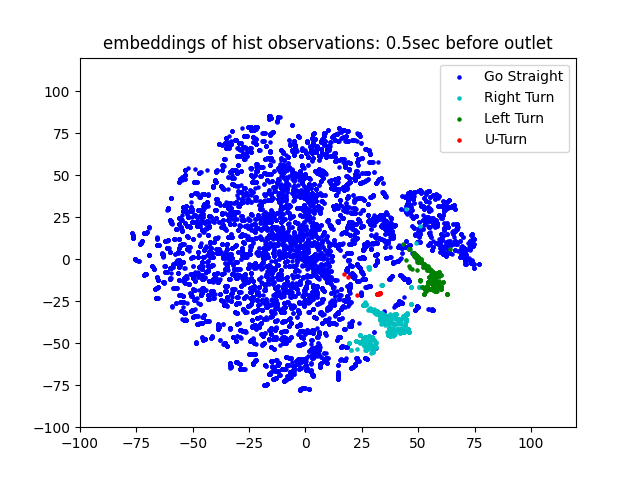 embeddings of hist observations: 0.5sec before outlet
Go Straight
Right Turn
Left Turn
U-Turn
100
75
50
25
0
−25
−50
−75
−100
−100 −75 −50 −25 0 25 50 75 100